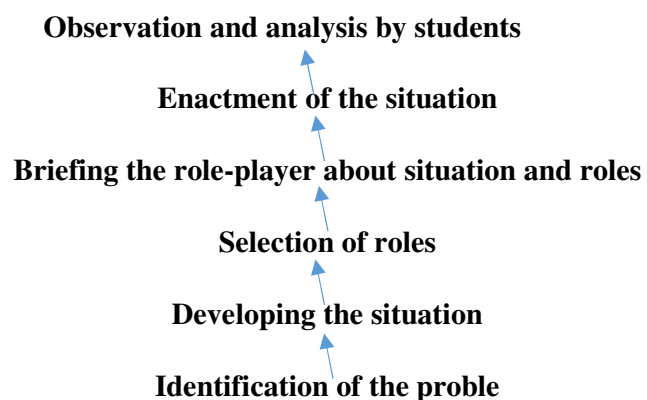 Observation and analysis by students
Enactment of the situation
Briefing the role-player about situation and roles
Selection of roles
Developing the situation
Identification of the proble